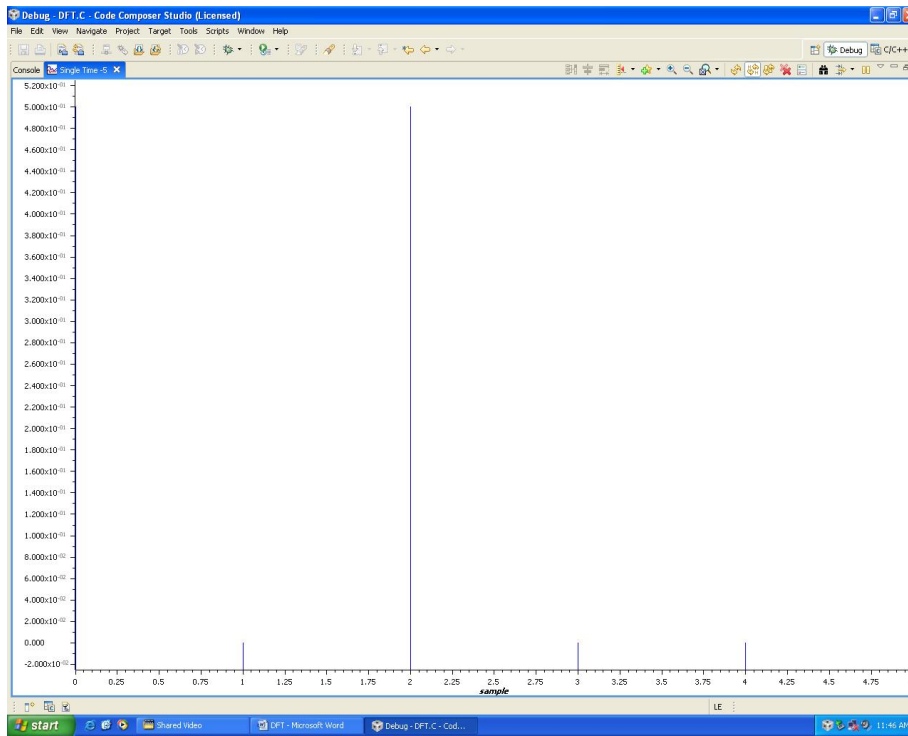 Debug - DFT.C - Code Composer Studio (Licensed)
File Edit View Navigate Project Target Tools Scripts Window Help
Debug C/C++
Console Single Time -5
5.200x10-01
5.000x10-01
4.800x10-01
4.600x10-01
4.400x10-01
4.200x10-01
4.000x10-01
3.800x10-01
3.600x10-01
3.400x10-01
3.200x10-01
3.000x10-01
2.800x10-01
2.600x10-01
2.400x10-01
2.200x10-01
2.000x10-01
1.800x10-01
1.600x10-01
1.400x10-01
1.200x10-01
1.000x10-01
8.000x10-02
6.000x10-02
4.000x10-02
2.000x10-02
0.000
-2.000x10-02
0 0.25 0.5 0.75 1 1.25 1.5 1.75 2 2.25 2.5 2.75 3 3.25 3.5 3.75 4 4.25 4.5 4.75
sample
LE
start Shared Video DFT - Microsoft Word Debug - DFT.C - Cod... 11:46 AM